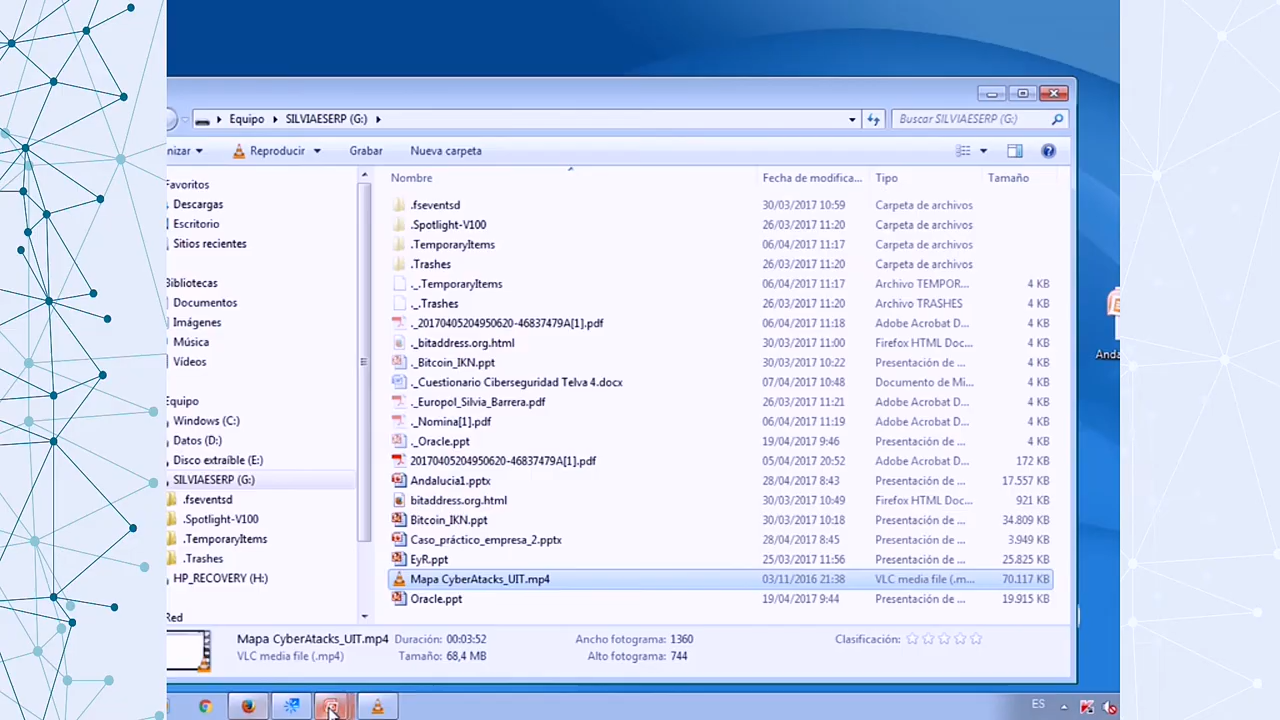 Equipo SILVIAESERP (G:) Buscar SILVIAESERP (G:)
nizar Reproducir Grabar Nueva carpeta
Favoritos
Descargas
Escritorio
Sitios recientes
Bibliotecas
Documentos
Imágenes
Música
Vídeos
Equipo
Windows (C:)
Datos (D:)
Disco extraíble (E:)
SILVIAESERP (G:)
.fseventsd
.Spotlight-V100
.TemporaryItems
.Trashes
HP_RECOVERY (H:)
Red
Nombre Fecha de modifica... Tipo Tamaño
.fseventsd 30/03/2017 10:59 Carpeta de archivos
.Spotlight-V100 26/03/2017 11:20 Carpeta de archivos
.TemporaryItems 06/04/2017 11:17 Carpeta de archivos
.Trashes 26/03/2017 11:20 Carpeta de archivos
._.TemporaryItems 06/04/2017 11:17 Archivo TEMPOR... 4 KB
._.Trashes 26/03/2017 11:20 Archivo TRASHES 4 KB
._20170405204950620-46837479A[1].pdf 06/04/2017 11:18 Adobe Acrobat D... 4 KB
._bitaddress.org.html 30/03/2017 11:00 Firefox HTML Doc... 4 KB
._Bitcoin_IKN.ppt 30/03/2017 10:22 Presentación de ... 4 KB
._Cuestionario Ciberseguridad Telva 4.docx 07/04/2017 10:48 Documento de Mi... 4 KB
._Europol_Silvia_Barrera.pdf 26/03/2017 11:21 Adobe Acrobat D... 4 KB
._Nomina[1].pdf 06/04/2017 11:19 Adobe Acrobat D... 4 KB
._Oracle.ppt 19/04/2017 9:46 Presentación de ... 4 KB
20170405204950620-46837479A[1].pdf 05/04/2017 20:52 Adobe Acrobat D... 172 KB
Andalucia1.pptx 28/04/2017 8:43 Presentación de ... 17.557 KB
bitaddress.org.html 30/03/2017 10:49 Firefox HTML Doc... 921 KB
Bitcoin_IKN.ppt 30/03/2017 10:18 Presentación de ... 34.809 KB
Caso_práctico_empresa_2.pptx 28/04/2017 8:45 Presentación de ... 3.949 KB
EyR.ppt 25/03/2017 11:56 Presentación de ... 25.825 KB
Mapa CyberAtacks_UIT.mp4 03/11/2016 21:38 VLC media file (.m... 70.117 KB
Oracle.ppt 19/04/2017 9:44 Presentación de ... 19.915 KB
Mapa CyberAtacks_UIT.mp4 Duración: 00:03:52 Ancho fotograma: 1360 Clasificación:
VLC media file (.mp4) Tamaño: 68,4 MB Alto fotograma: 744
Anda
ES